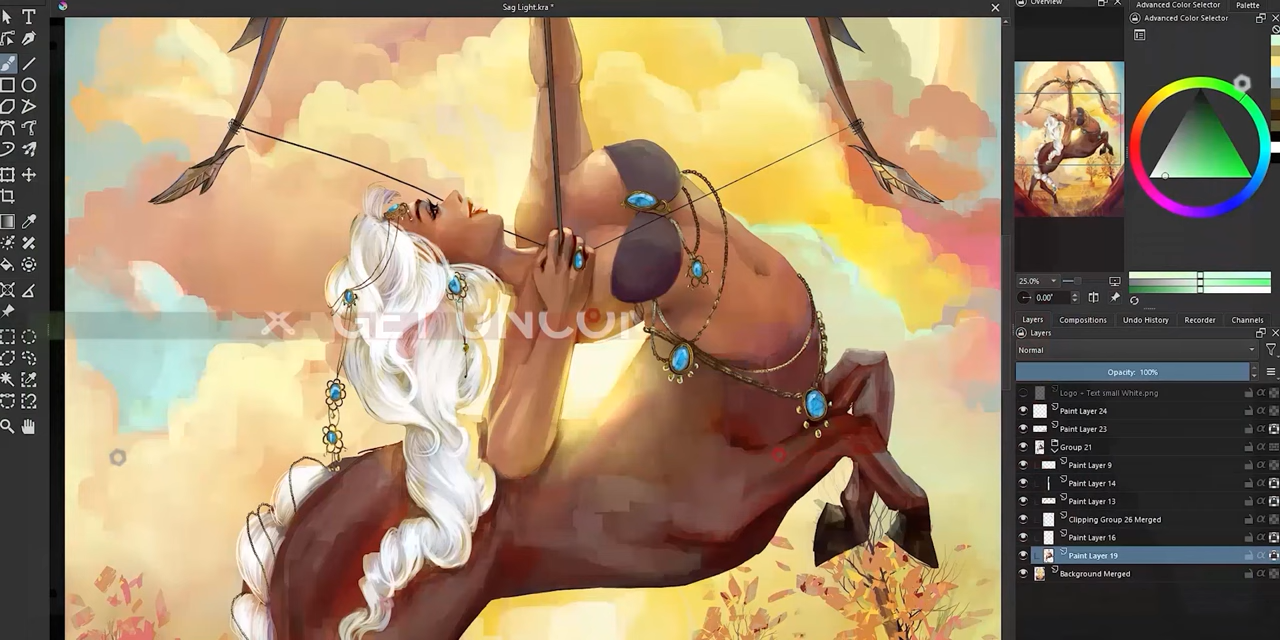 Sag Light.kra *
Overview
Advanced Color Selector
Palette
Advanced Color Selector
25.0%
0.00°
Layers
Compositions
Undo History
Recorder
Channels
Layers
Normal
Opacity: 100%
Logo - Text small White.png
Paint Layer 24
Paint Layer 23
Group 21
Paint Layer 9
Paint Layer 14
Paint Layer 13
Clipping Group 26 Merged
Paint Layer 16
Paint Layer 19
Background Merged